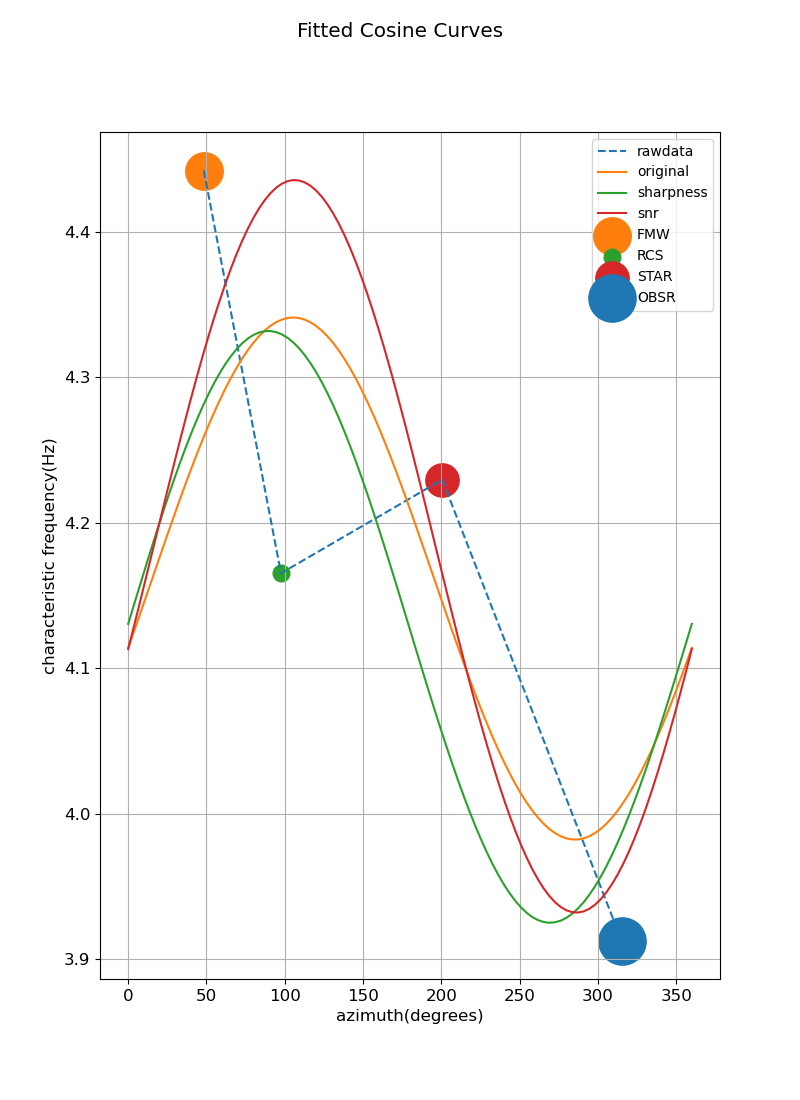 Fitted Cosine Curves
rawdata
original
sharpness
snr
FMW
RCS
STAR
OBSR
characteristic frequency(Hz)
4.4
4.3
4.2
4.1
4.0
3.9
0 50 100 150 200 250 300 350
azimuth(degrees)